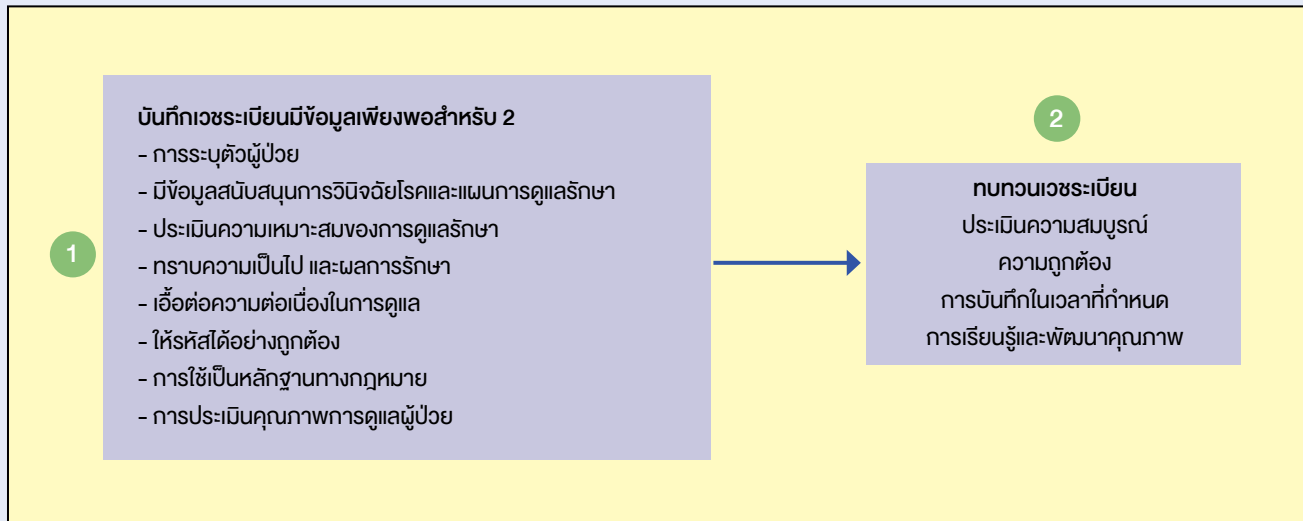 1
บันทึกเวชระเบียนมีข้อมูลเพียงพอสำหรับ 2
- การระบุตัวผู้ป่วย
- มีข้อมูลสนับสนุนการวินิจฉัยโรคและแผนการดูแลรักษา
- ประเมินความเหมาะสมของการดูแลรักษา
- ทราบความเป็นไป และผลการรักษา
- เอื้อต่อความต่อเนื่องในการดูแล
- ให้รหัสได้อย่างถูกต้อง
- การใช้เป็นหลักฐานทางกฎหมาย
- การประเมินคุณภาพการดูแลผู้ป่วย
2
ทบทวนเวชระเบียน
ประเมินความสมบูรณ์
ความถูกต้อง
การบันทึกในเวลาที่กำหนด
การเรียนรู้และพัฒนาคุณภาพ